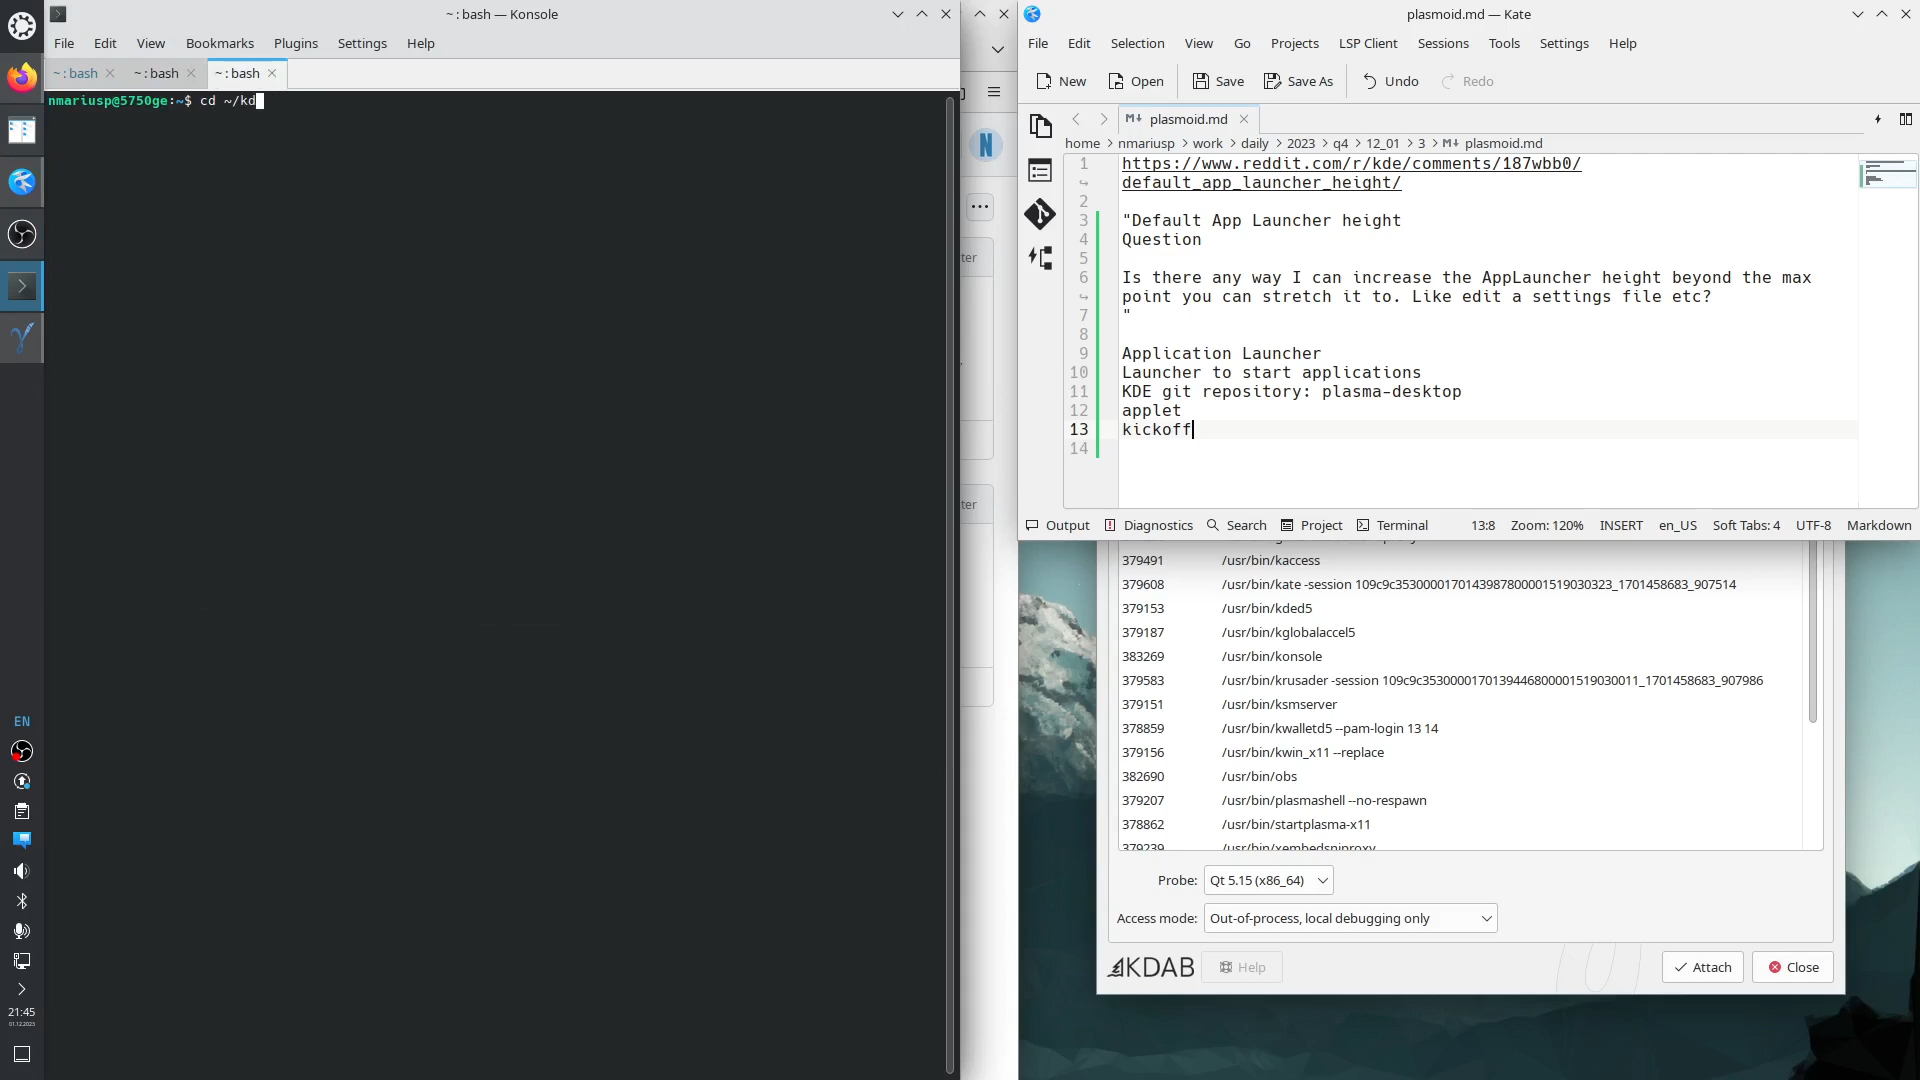 ~ : bash — Konsole
File Edit View Bookmarks Plugins Settings Help
~ : bash ~ : bash ~ : bash
nmariusp@5750ge:~$ cd ~/kd
EN
21:45
01.12.2023
N
ter
ter
plasmoid.md — Kate
File Edit Selection View Go Projects LSP Client Sessions Tools Settings Help
New Open Save Save As Undo Redo
M↓ plasmoid.md
home > nmariusp > work > daily > 2023 > q4 > 12_01 > 3 > M↓ plasmoid.md
1 https://www.reddit.com/r/kde/comments/187wbb0/
default_app_launcher_height/
2
3 "Default App Launcher height
4 Question
5
6 Is there any way I can increase the AppLauncher height beyond the max
point you can stretch it to. Like edit a settings file etc?
7 "
8
9 Application Launcher
10 Launcher to start applications
11 KDE git repository: plasma-desktop
12 applet
13 kickoff
14
Output Diagnostics Search Project Terminal 13:8 Zoom: 120% INSERT en_US Soft Tabs: 4 UTF-8 Markdown
379491 /usr/bin/kaccess
379608 /usr/bin/kate -session 109c9c3530000170143987800001519030323_1701458683_907514
379153 /usr/bin/kded5
379187 /usr/bin/kglobalaccel5
383269 /usr/bin/konsole
379583 /usr/bin/krusader -session 109c9c3530000170139446800001519030011_1701458683_907986
379151 /usr/bin/ksmserver
378859 /usr/bin/kwalletd5 --pam-login 13 14
379156 /usr/bin/kwin_x11 --replace
382690 /usr/bin/obs
379207 /usr/bin/plasmashell --no-respawn
378862 /usr/bin/startplasma-x11
379239 /usr/bin/xembedsniproxy
Probe: Qt 5.15 (x86_64)
Access mode: Out-of-process, local debugging only
KDAB Help Attach Close